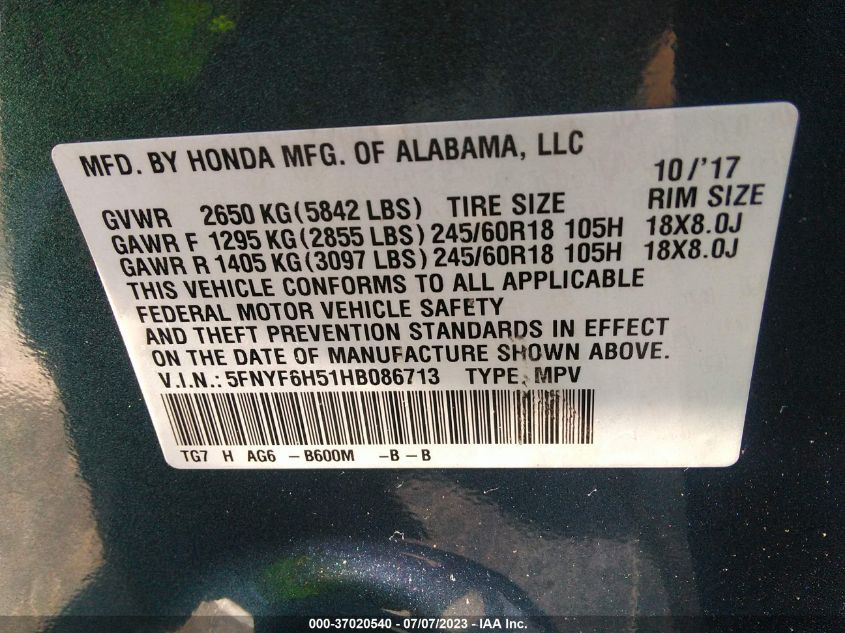 MFD. BY HONDA MFG. OF ALABAMA, LLC 10/'17
GVWR 2650 KG(5842 LBS) TIRE SIZE RIM SIZE
GAWR F 1295 KG(2855 LBS) 245/60R18 105H 18X8.0J
GAWR R 1405 KG(3097 LBS) 245/60R18 105H 18X8.0J
THIS VEHICLE CONFORMS TO ALL APPLICABLE
FEDERAL MOTOR VEHICLE SAFETY
AND THEFT PREVENTION STANDARDS IN EFFECT
ON THE DATE OF MANUFACTURE SHOWN ABOVE.
V.I.N.:5FNYF6H51HB086713 TYPE: MPV
TG7 H AG6 -B600M -B-B
000-37020540 - 07/07/2023 - IAA Inc.